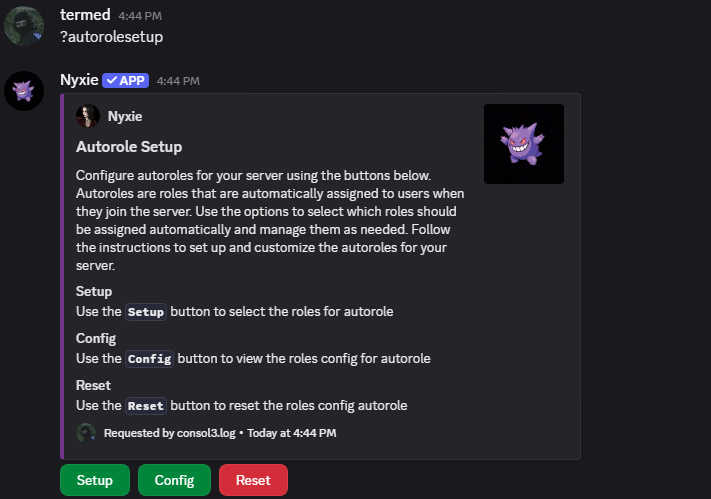 termed 4:44 PM
?autorolesetup
Nyxie ✓ APP 4:44 PM
Nyxie
Autorole Setup
Configure autoroles for your server using the buttons below.
Autoroles are roles that are automatically assigned to users when
they join the server. Use the options to select which roles should
be assigned automatically and manage them as needed. Follow
the instructions to set up and customize the autoroles for your
server.
Setup
Use the Setup button to select the roles for autorole
Config
Use the Config button to view the roles config for autorole
Reset
Use the Reset button to reset the roles config autorole
Requested by consol3.log • Today at 4:44 PM
Setup Config Reset